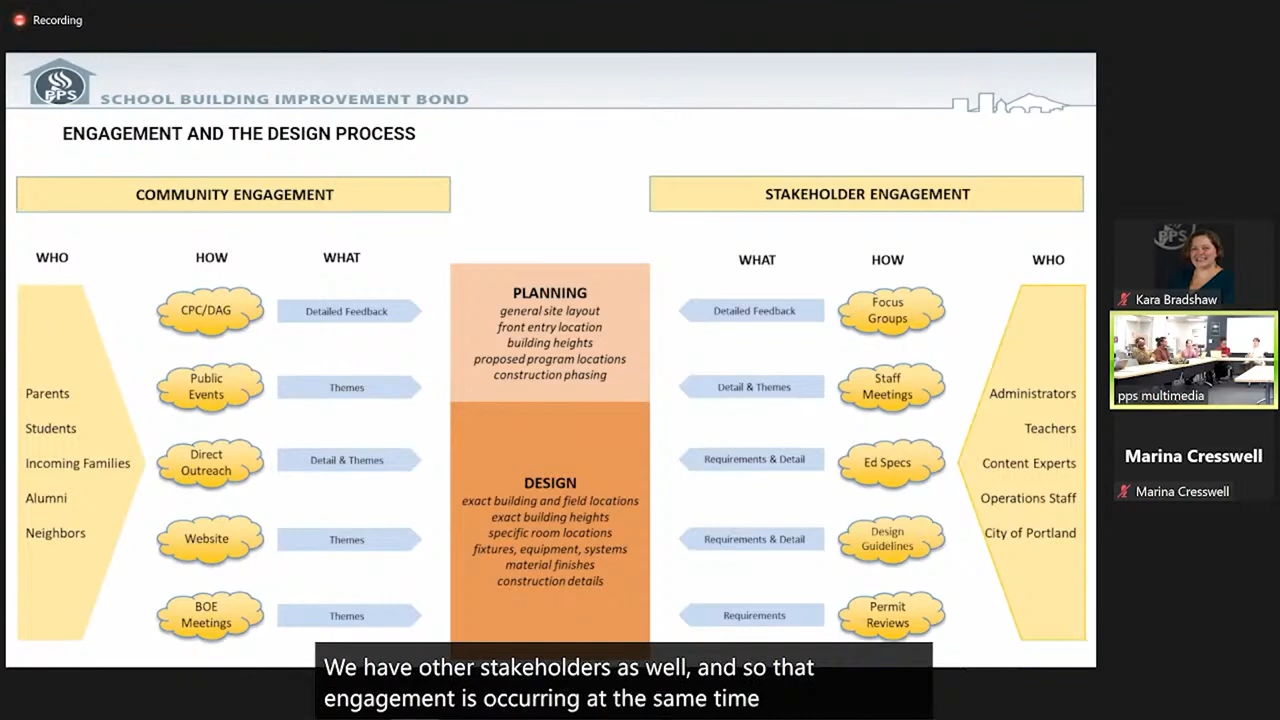 Recording
PPS
SCHOOL BUILDING IMPROVEMENT BOND
ENGAGEMENT AND THE DESIGN PROCESS
COMMUNITY ENGAGEMENT
WHO
HOW
WHAT
Parents
Students
Incoming Families
Alumni
Neighbors
CPC/DAG
Detailed Feedback
Public
Events
Themes
Direct
Outreach
Detail & Themes
Website
Themes
BOE
Meetings
Themes
PLANNING
general site layout
front entry location
building heights
proposed program locations
construction phasing
DESIGN
exact building and field locations
exact building heights
specific room locations
fixtures, equipment, systems
material finishes
construction details
STAKEHOLDER ENGAGEMENT
WHAT
HOW
WHO
Detailed Feedback
Focus
Groups
Detail & Themes
Staff
Meetings
Requirements & Detail
Ed Specs
Requirements & Detail
Design
Guidelines
Requirements
Permit
Reviews
Administrators
Teachers
Content Experts
Operations Staff
City of Portland
We have other stakeholders as well, and so that
engagement is occurring at the same time
PPS
Kara Bradshaw
pps multimedia
Marina Cresswell
Marina Cresswell